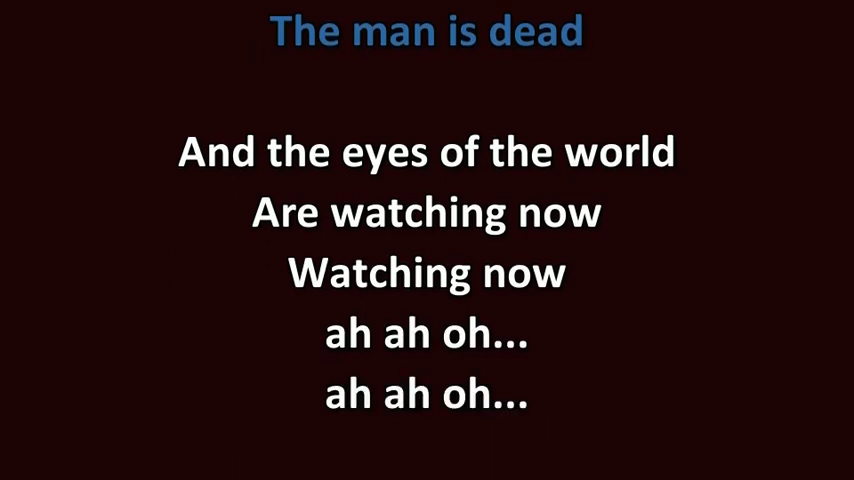 The man is dead
And the eyes of the world
Are watching now
Watching now
ah ah oh...
ah ah oh...